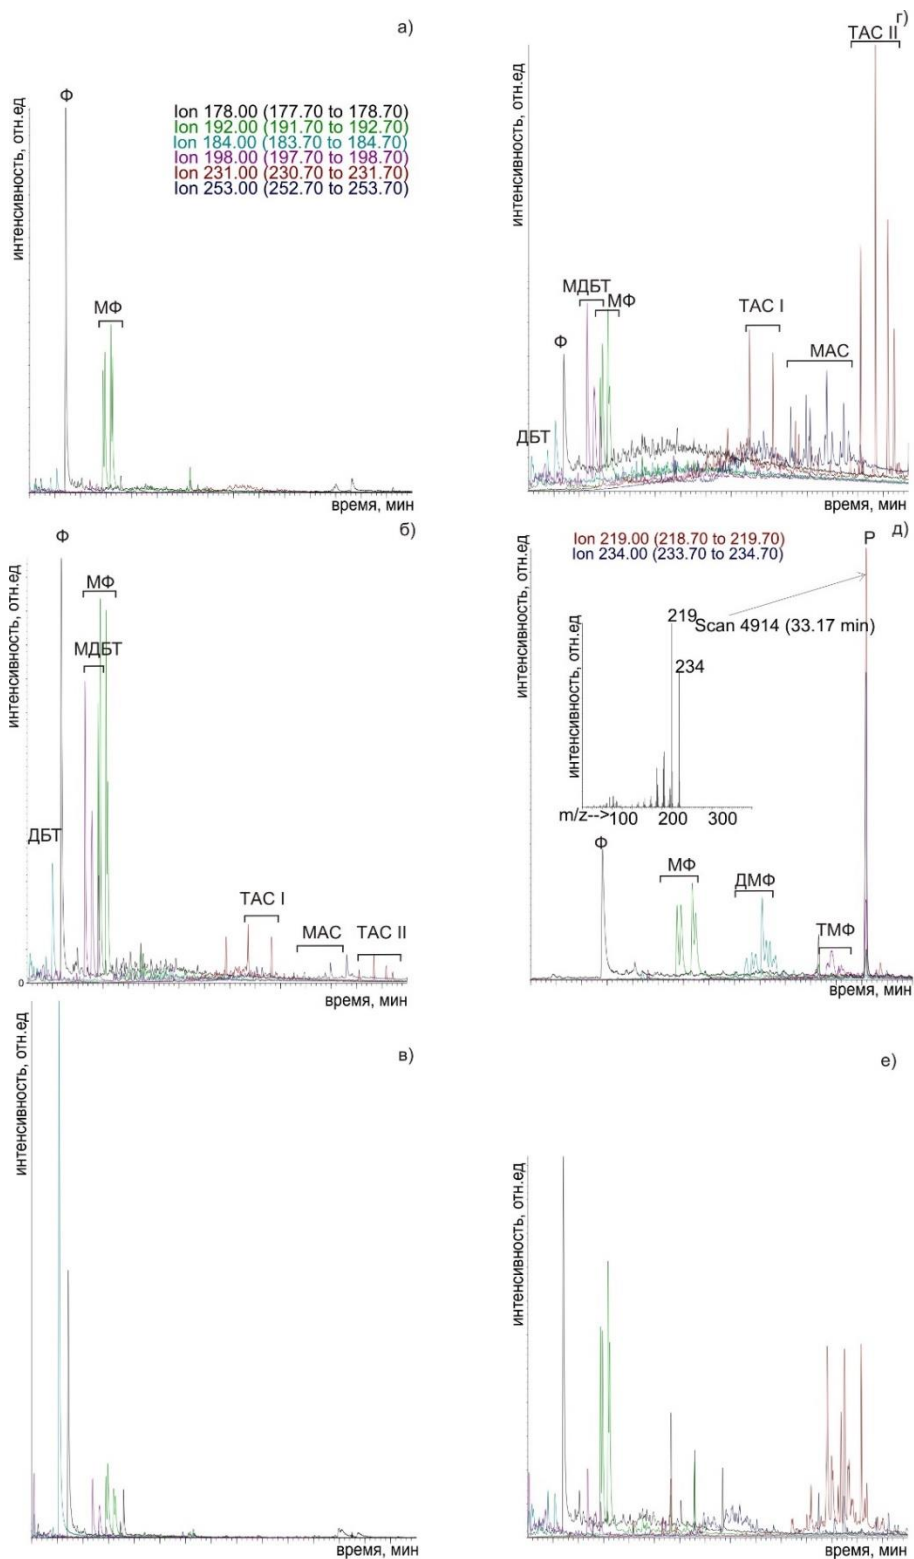 а)
интенсивность, отн.ед
Ф
Ion 178.00 (177.70 to 178.70)
Ion 192.00 (191.70 to 192.70)
Ion 184.00 (183.70 to 184.70)
Ion 198.00 (197.70 to 198.70)
Ion 231.00 (230.70 to 231.70)
Ion 253.00 (252.70 to 253.70)
МФ
время, мин
г)
интенсивность, отн.ед
ТАС II
МДБТ
МФ
Ф
ТАС I
МАС
ДБТ
время, мин
б)
интенсивность, отн.ед
Ф
МФ
МДБТ
ДБТ
ТАС I
МАС
ТАС II
0
время, мин
д)
интенсивность, отн.ед
Ion 219.00 (218.70 to 219.70)
Ion 234.00 (233.70 to 234.70)
Р
219
Scan 4914 (33.17 min)
234
интенсивность, отн.ед
m/z-->
100
200
300
Ф
МФ
ДМФ
ТМФ
время, мин
в)
интенсивность, отн.ед
время, мин
е)
интенсивность, отн.ед
время, мин